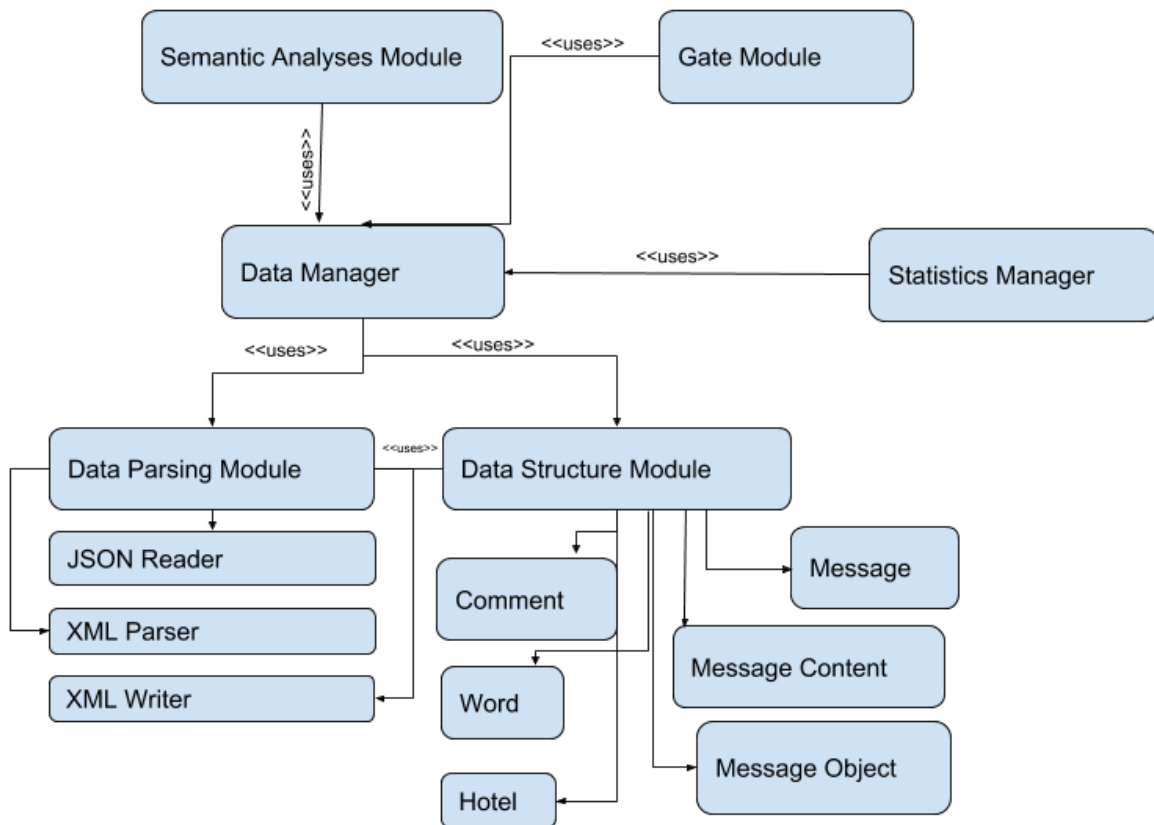 Semantic Analyses Module
<<uses>>
Gate Module
<<uses>>
Data Manager
<<uses>>
Statistics Manager
<<uses>>
<<uses>>
Data Parsing Module
<<uses>>
Data Structure Module
JSON Reader
XML Parser
XML Writer
Comment
Message
Word
Message Content
Hotel
Message Object